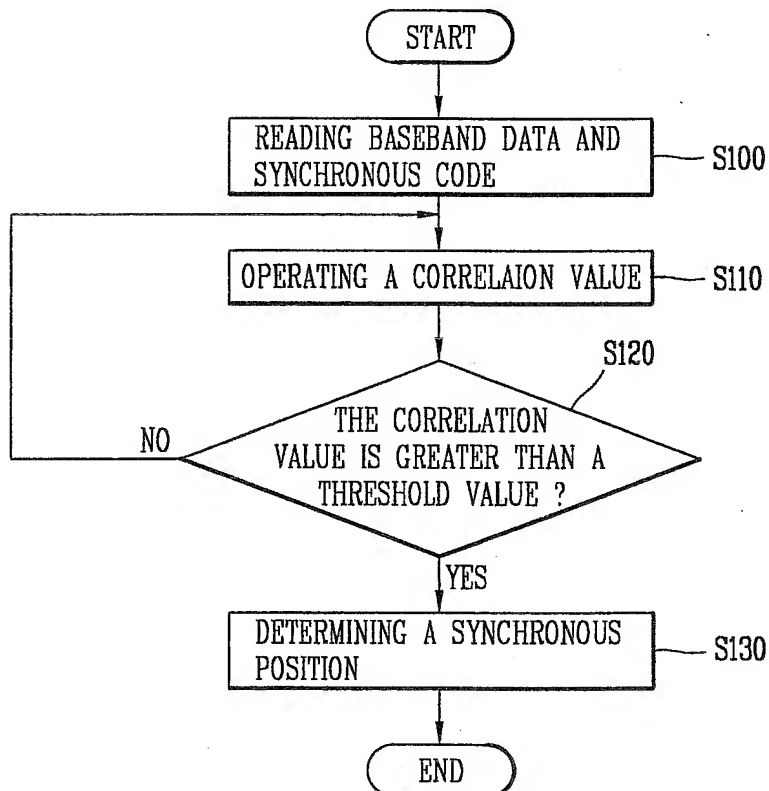 START
READING BASEBAND DATA AND
SYNCHRONOUS CODE
S100
OPERATING A CORRELAION VALUE
S110
S120
THE CORRELATION
VALUE IS GREATER THAN A
THRESHOLD VALUE ?
NO
YES
DETERMINING A SYNCHRONOUS
POSITION
S130
END